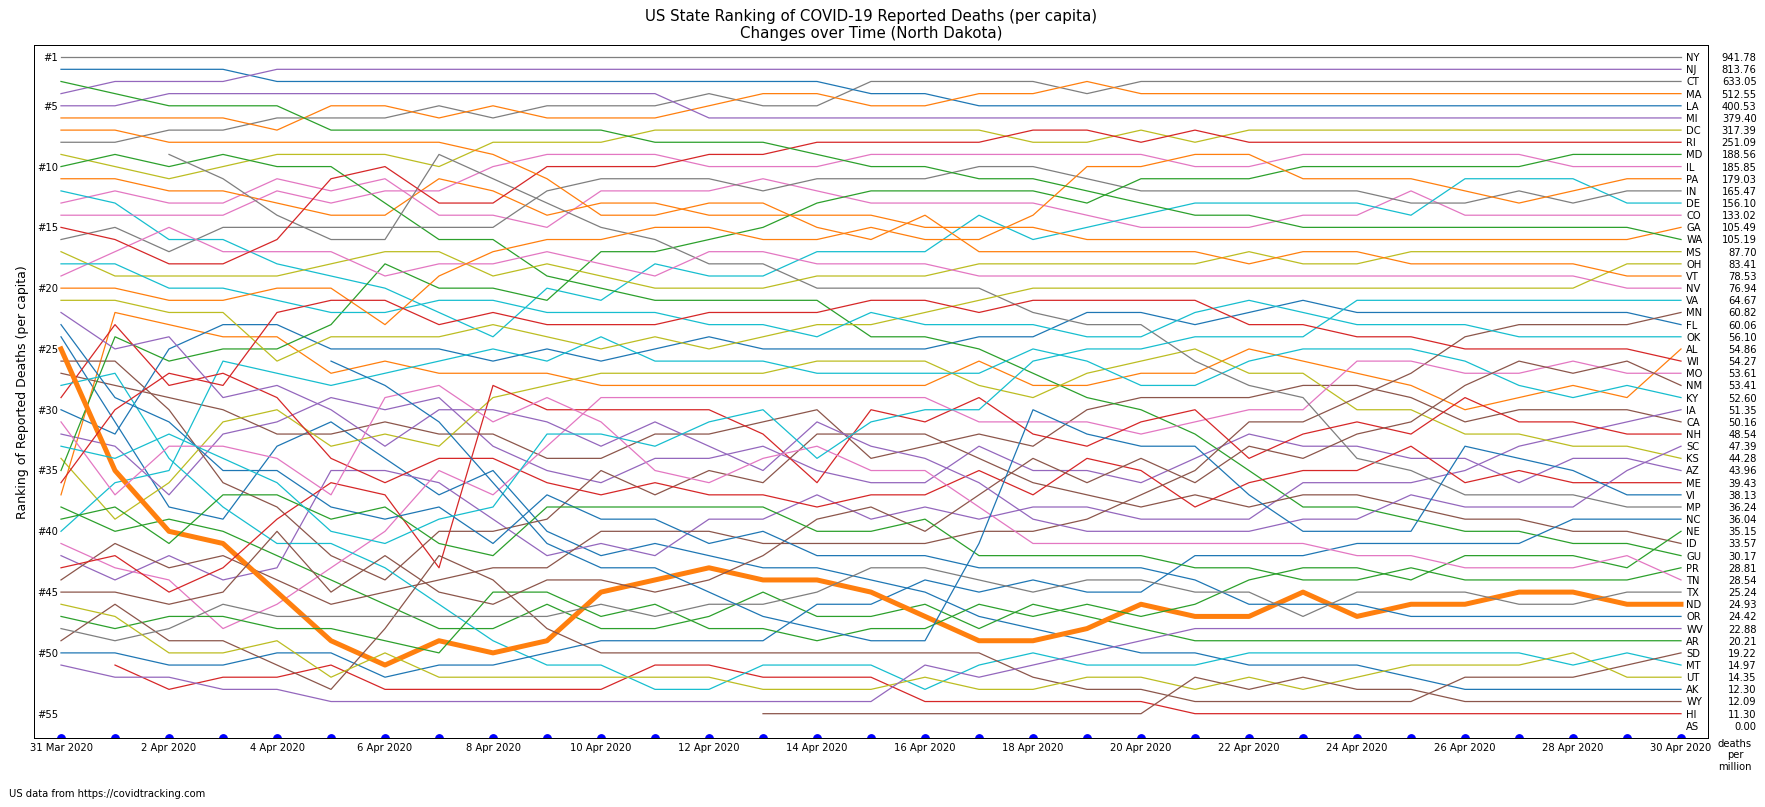 US State Ranking of COVID-19 Reported Deaths (per capita)
Changes over Time (North Dakota)
Ranking of Reported Deaths (per capita)
#1
#5
#10
#15
#20
#25
#30
#35
#40
#45
#50
#55
NY 941.78
NJ 813.76
CT 633.05
MA 512.55
LA 400.53
MI 379.40
DC 317.39
RI 251.09
MD 188.56
IL 185.85
PA 179.03
IN 165.47
DE 156.10
CO 133.02
GA 105.49
WA 105.19
MS 87.70
OH 83.41
VT 78.53
NV 76.94
VA 64.67
MN 60.82
FL 60.06
OK 56.10
AL 54.86
WI 54.27
MO 53.61
NM 53.41
KY 52.60
IA 51.35
CA 50.16
NH 48.54
SC 47.39
KS 44.28
AZ 43.96
ME 39.43
VI 38.13
MP 36.24
NC 36.04
NE 35.15
ID 33.57
GU 30.17
PR 28.81
TN 28.54
TX 25.24
ND 24.93
OR 24.42
WV 22.88
AR 20.21
SD 19.22
MT 14.97
UT 14.35
AK 12.30
WY 12.09
HI 11.30
AS 0.00
31 Mar 2020 2 Apr 2020 4 Apr 2020 6 Apr 2020 8 Apr 2020 10 Apr 2020 12 Apr 2020 14 Apr 2020 16 Apr 2020 18 Apr 2020 20 Apr 2020 22 Apr 2020 24 Apr 2020 26 Apr 2020 28 Apr 2020 30 Apr 2020
deaths
per
million
US data from https://covidtracking.com